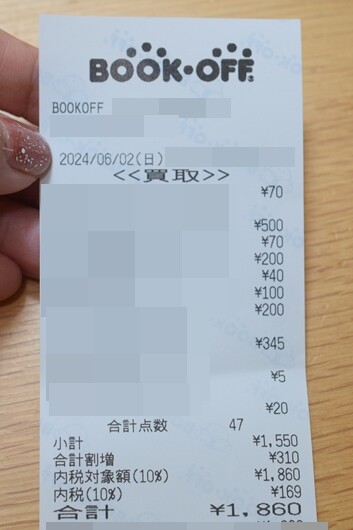 BOOK・OFF
BOOKOFF
2024/06/02(日)
<<買取>>
¥70
¥500
¥70
¥200
¥40
¥100
¥200
¥345
¥5
¥20
合計点数 47
小計 ¥1,550
合計割増 ¥310
内税対象額(10%) ¥1,860
内税(10%) ¥169
合計 ¥1,860